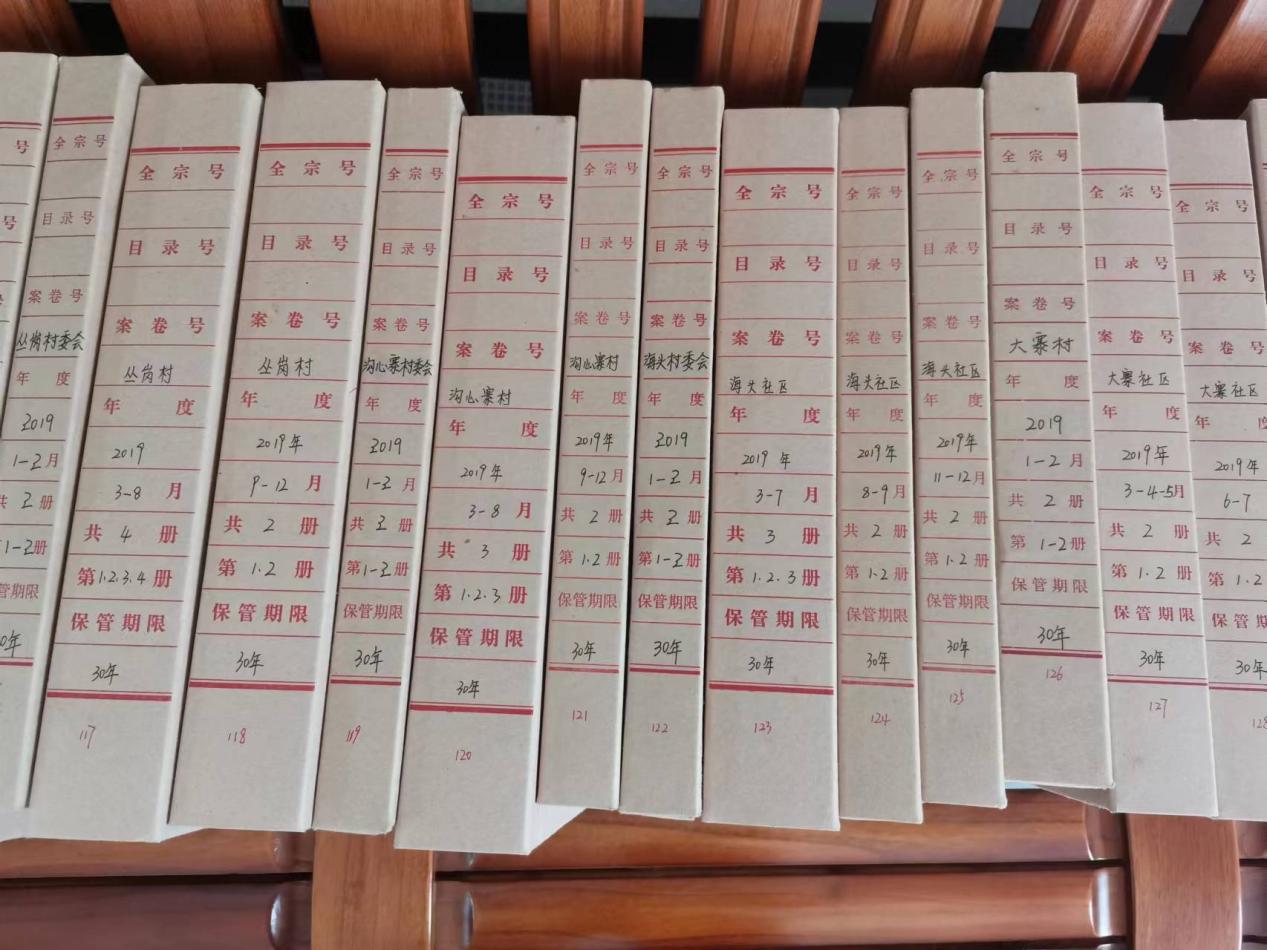 号
号
号
册
全宗号
目录号
案卷号
丛岗村委会
年度
2019
1-2月
共2册
第1-2册
保管期限
30年
全宗号
目录号
案卷号
丛岗村
年度
2019
3-8月
共4册
第1.2.3.4册
保管期限
30年
117
全宗号
目录号
案卷号
丛岗村
年度
2019年
9-12月
共2册
第1.2册
保管期限
30年
118
全宗号
目录号
案卷号
沟心寨村委会
年度
2019
1-2月
共2册
第1-2册
保管期限
30年
119
全宗号
目录号
案卷号
沟心寨村
年度
2019年
3-8月
共3册
第1.2.3册
保管期限
30年
120
全宗号
目录号
案卷号
沟心寨村
年度
2019年
9-12月
共2册
第1.2册
保管期限
30年
121
全宗号
目录号
案卷号
海头村委会
年度
2019
1-2月
共2册
第1-2册
保管期限
30年
122
全宗号
目录号
案卷号
海头社区
年度
2019年
3-7月
共3册
第1.2.3册
保管期限
30年
123
全宗号
目录号
案卷号
海头社区
年度
2019年
8-9月
共2册
第1.2册
保管期限
30年
124
全宗号
目录号
案卷号
海头社区
年度
2019年
11-12月
共2册
第1.2册
保管期限
30年
125
全宗号
目录号
案卷号
大寨村
年度
2019
1-2月
共2册
第1-2册
保管期限
30年
126
全宗号
目录号
案卷号
大寨社区
年度
2019年
3-4-5月
共2册
第1.2册
保管期限
30年
127
全宗号
目录号
案卷号
大寨社区
年度
2019年
6-7
共2
第1.2
保管期限
30年
128